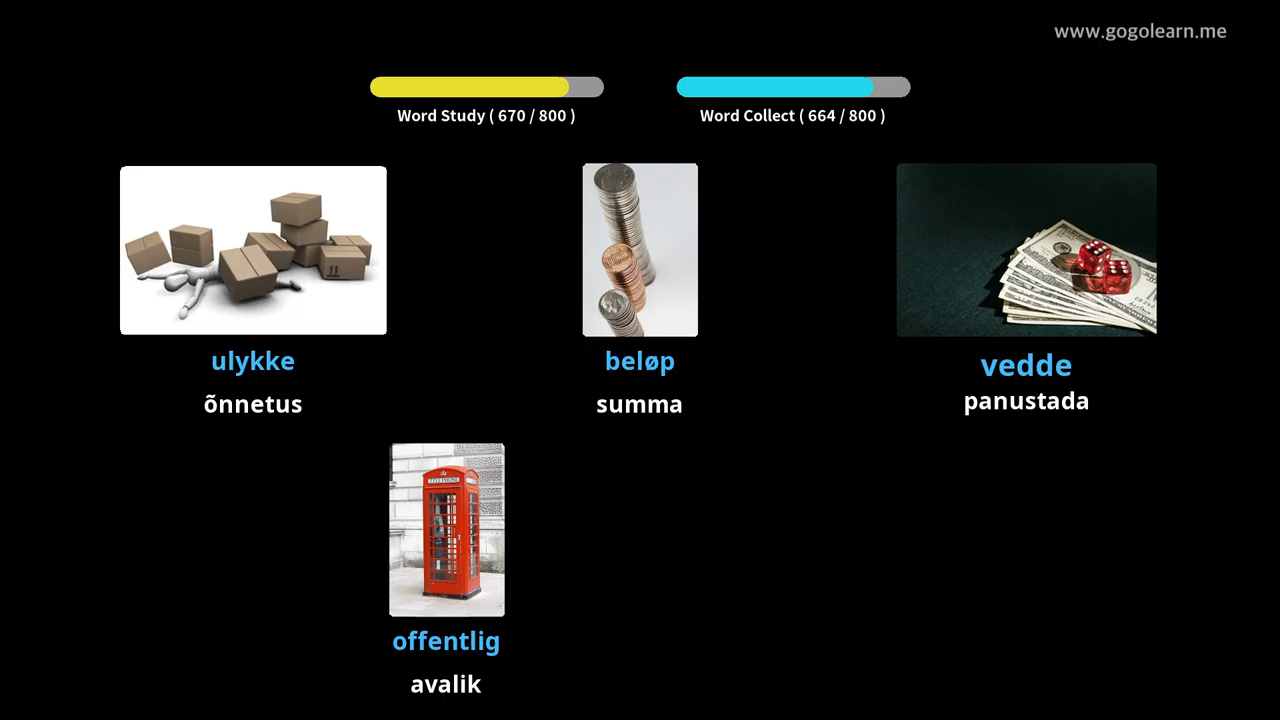 www.gogolearn.me
Word Study ( 670 / 800 )
Word Collect ( 664 / 800 )
ulykke
õnnetus
beløp
summa
vedde
panustada
TELEPHONE
offentlig
avalik